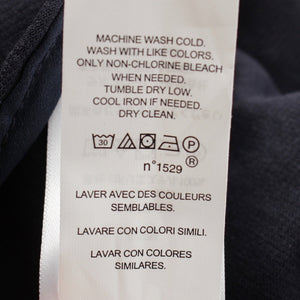 MACHINE WASH COLD.
WASH WITH LIKE COLORS.
ONLY NON-CHLORINE BLEACH
WHEN NEEDED.
TUMBLE DRY LOW.
COOL IRON IF NEEDED.
DRY CLEAN.
30 P ®
n°1529
LAVER AVEC DES COULEURS
SEMBLABLES.
LAVARE CON COLORI SIMILI.
LAVAR CON COLORES
SIMILARES.